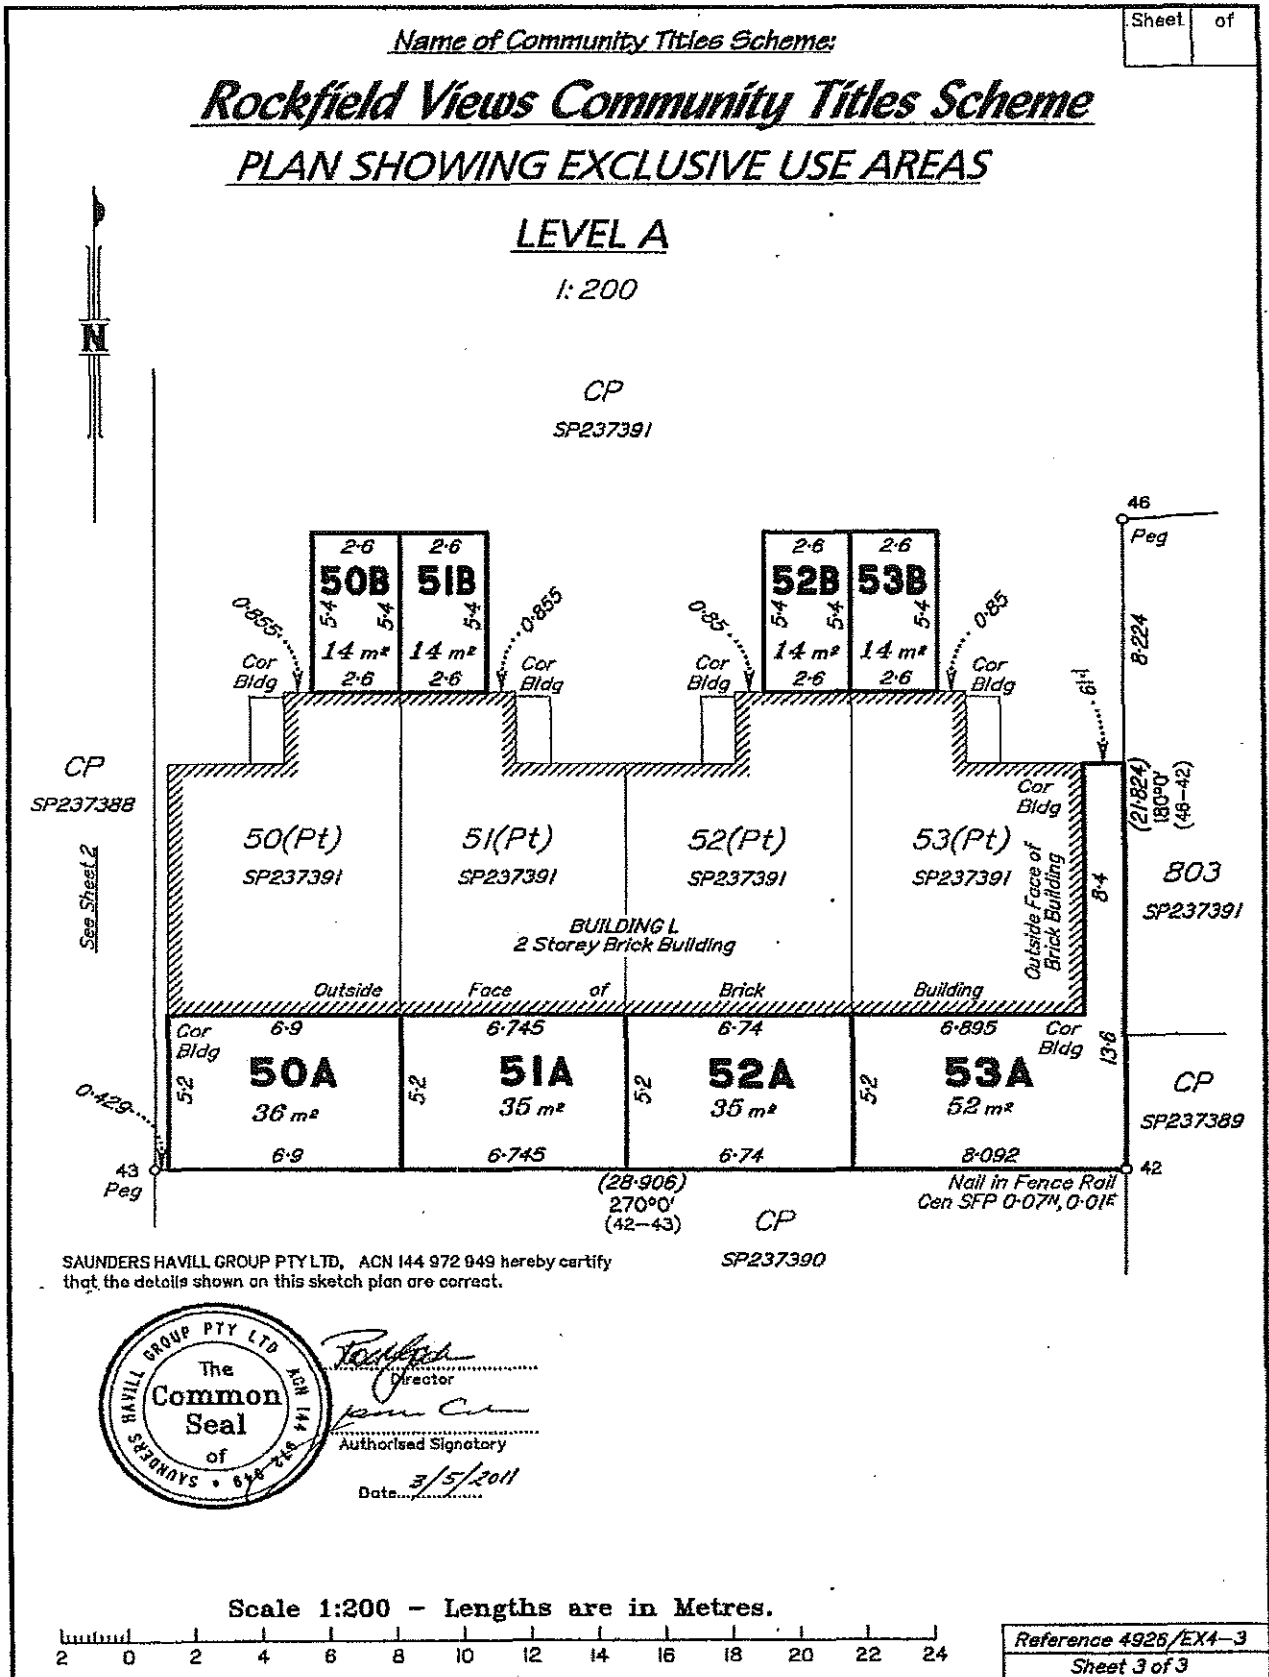 Sheet of
Name of Community Titles Scheme:
Rockfield Views Community Titles Scheme
PLAN SHOWING EXCLUSIVE USE AREAS
LEVEL A
1:200
N
CP
SP237391
46
Peg
2·6 2·6 2·6 2·6
50B 51B 52B 53B
5·4 5·4 5·4 5·4 5·4 5·4
14 m² 14 m² 14 m² 14 m²
2·6 2·6 2·6 2·6
0·855 0·855 0·85 0·85
8·224
Cor
Bldg
Cor
Bldg
Cor
Bldg
Cor
Bldg
1·19
CP
SP237388
See Sheet 2
50(Pt)
SP237391
51(Pt)
SP237391
52(Pt)
SP237391
53(Pt)
SP237391
Cor
Bldg
Outside Face of
Brick Building
8·4
(21·824)
180°0'
(46-42)
803
SP237391
BUILDING L
2 Storey Brick Building
Outside Face of Brick Building
Cor
Bldg
6·9 6·745 6·74 6·895
Cor
Bldg
50A 51A 52A 53A
5·2 5·2 5·2 5·2
13·6
36 m² 35 m² 35 m² 52 m²
6·9 6·745 6·74 8·092
0·429
CP
SP237389
43
Peg
42
(28·906)
270°0'
(42-43)
Nail in Fence Rail
Cen SFP 0·07N, 0·01E
CP
SP237390
SAUNDERS HAVILL GROUP PTY LTD, ACN 144 972 949 hereby certify
that the details shown on this sketch plan are correct.
SAUNDERS HAVILL GROUP PTY LTD ACN 144 972 949
The
Common
Seal
of
Director
Authorised Signatory
Date 3/5/2011
Scale 1:200 - Lengths are in Metres.
2 0 2 4 6 8 10 12 14 16 18 20 22 24
Reference 4926/EX4-3
Sheet 3 of 3